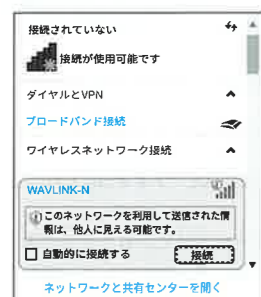 接続されていない
接続が使用可能です
ダイヤルとVPN
ブロードバンド接続
ワイヤレスネットワーク接続
WAVLINK-N
このネットワークを利用して送信された情
報は、他人に見える可能です。
自動的に接続する
接続
ネットワークと共有センターを開く